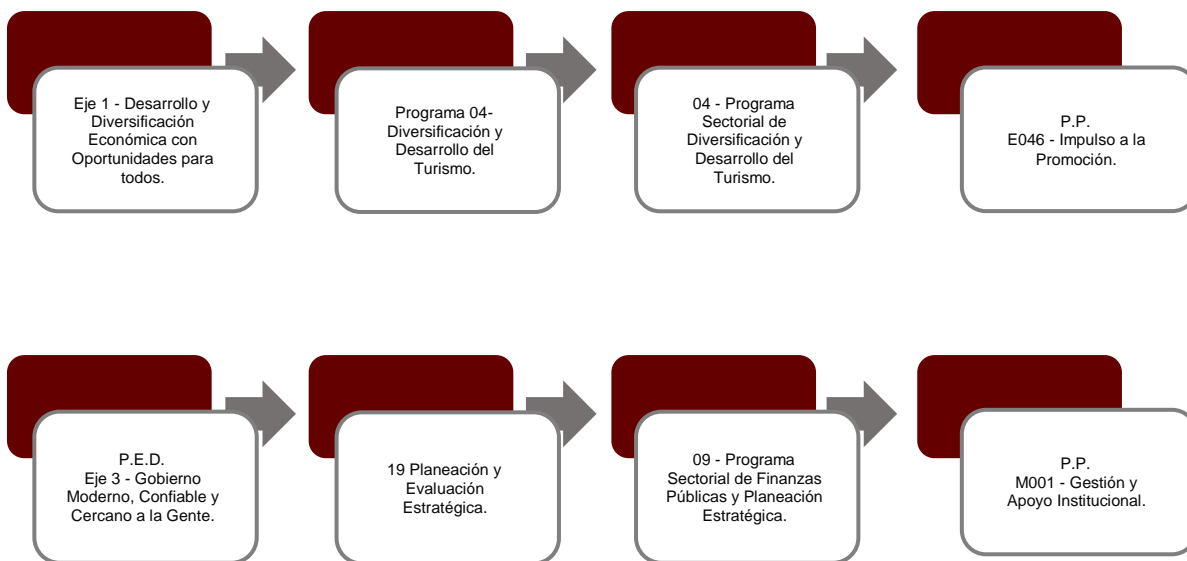 Eje 1 - Desarrollo y
Diversificación
Económica con
Oportunidades para
todos.
Programa 04-
Diversificación y
Desarrollo del
Turismo.
04 - Programa
Sectorial de
Diversificación y
Desarrollo del
Turismo.
P.P.
E046 - Impulso a la
Promoción.
P.E.D.
Eje 3 - Gobierno
Moderno, Confiable y
Cercano a la Gente.
19 Planeación y
Evaluación
Estratégica.
09 - Programa
Sectorial de Finanzas
Públicas y Planeación
Estratégica.
P.P.
M001 - Gestión y
Apoyo Institucional.